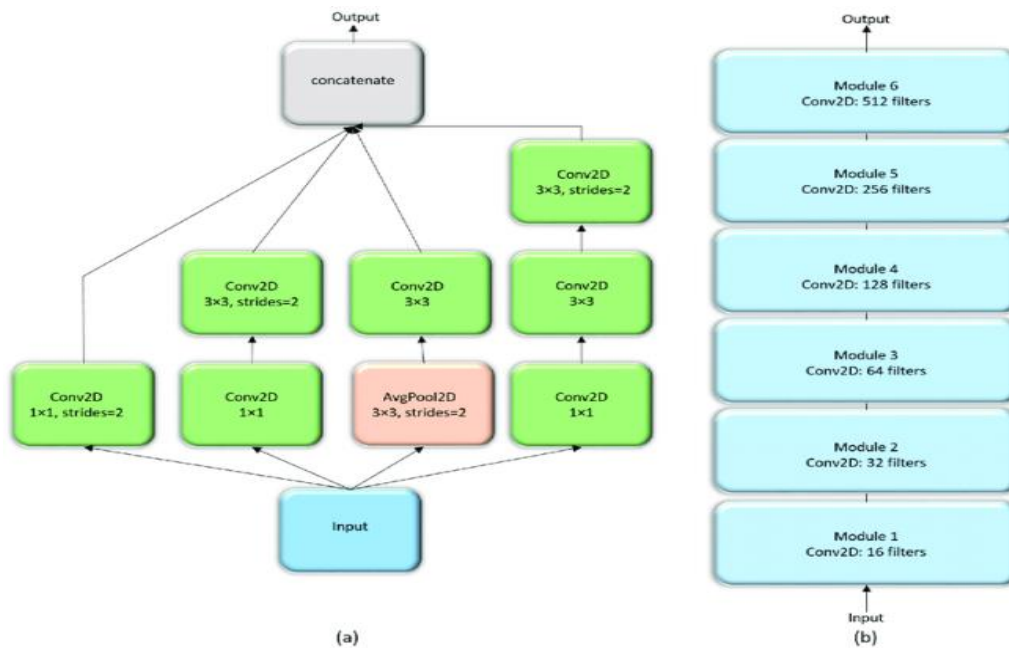 Output
concatenate
Conv2D
3×3, strides=2
Conv2D
3×3, strides=2
Conv2D
3×3
Conv2D
3×3
Conv2D
1×1, strides=2
Conv2D
1×1
AvgPool2D
3×3, strides=2
Conv2D
1×1
Input
(a)
Output
Module 6
Conv2D: 512 filters
Module 5
Conv2D: 256 filters
Module 4
Conv2D: 128 filters
Module 3
Conv2D: 64 filters
Module 2
Conv2D: 32 filters
Module 1
Conv2D: 16 filters
Input
(b)